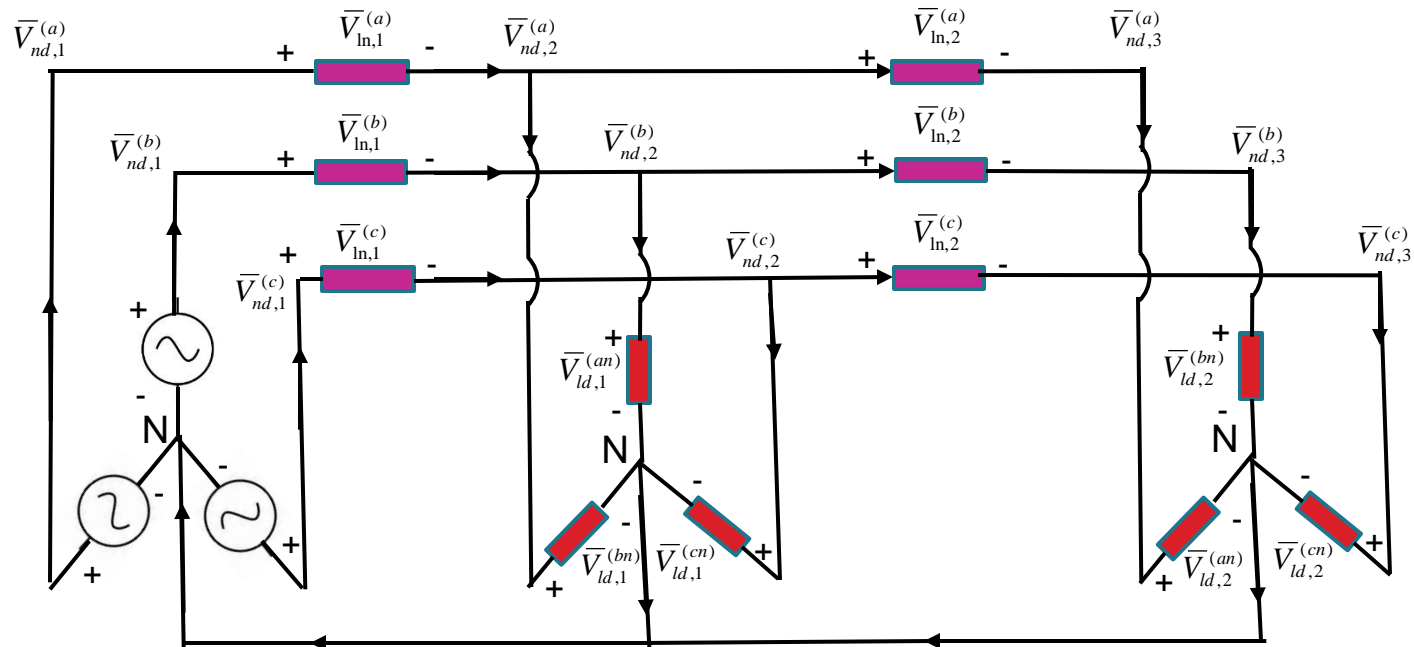 V̅nd,1(a)
+
V̅ln,1(a)
-
V̅nd,2(a)
+
V̅ln,2(a)
-
V̅nd,3(a)
V̅nd,1(b)
+
V̅ln,1(b)
-
V̅nd,2(b)
+
V̅ln,2(b)
-
V̅nd,3(b)
V̅nd,1(c)
+
V̅ln,1(c)
-
V̅nd,2(c)
+
V̅ln,2(c)
-
V̅nd,3(c)
+
-
N
-
+
-
+
+
V̅ld,1(an)
-
N
-
V̅ld,1(bn)
+
-
V̅ld,1(cn)
+
+
V̅ld,2(bn)
-
N
-
V̅ld,2(an)
+
-
V̅ld,2(cn)
+